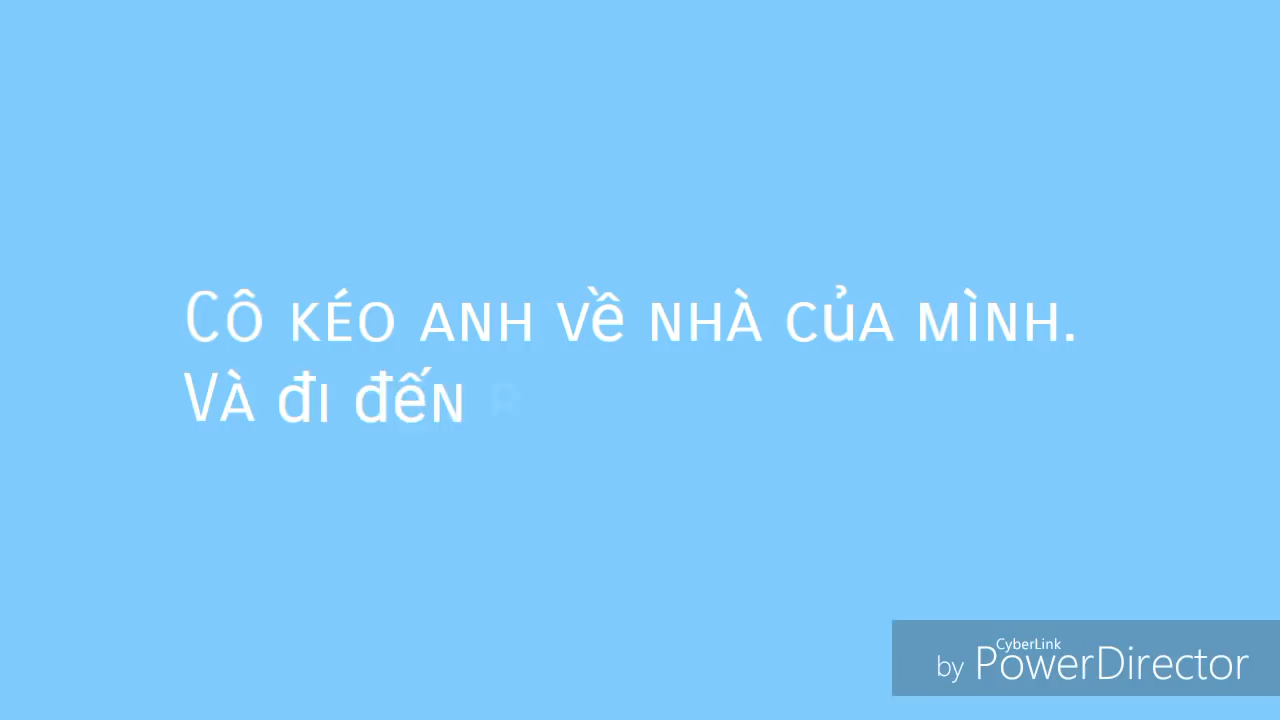 Cô kéo anh về nhà của mình.
Và đi đến
CyberLink
by PowerDirector